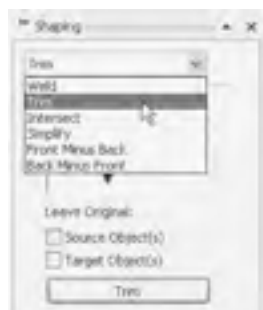 Shaping
Trim
Weld
Trim
Intersect
Simplify
Front Minus Back
Back Minus Front
Leave Original:
Source Object(s)
Target Object(s)
Trim